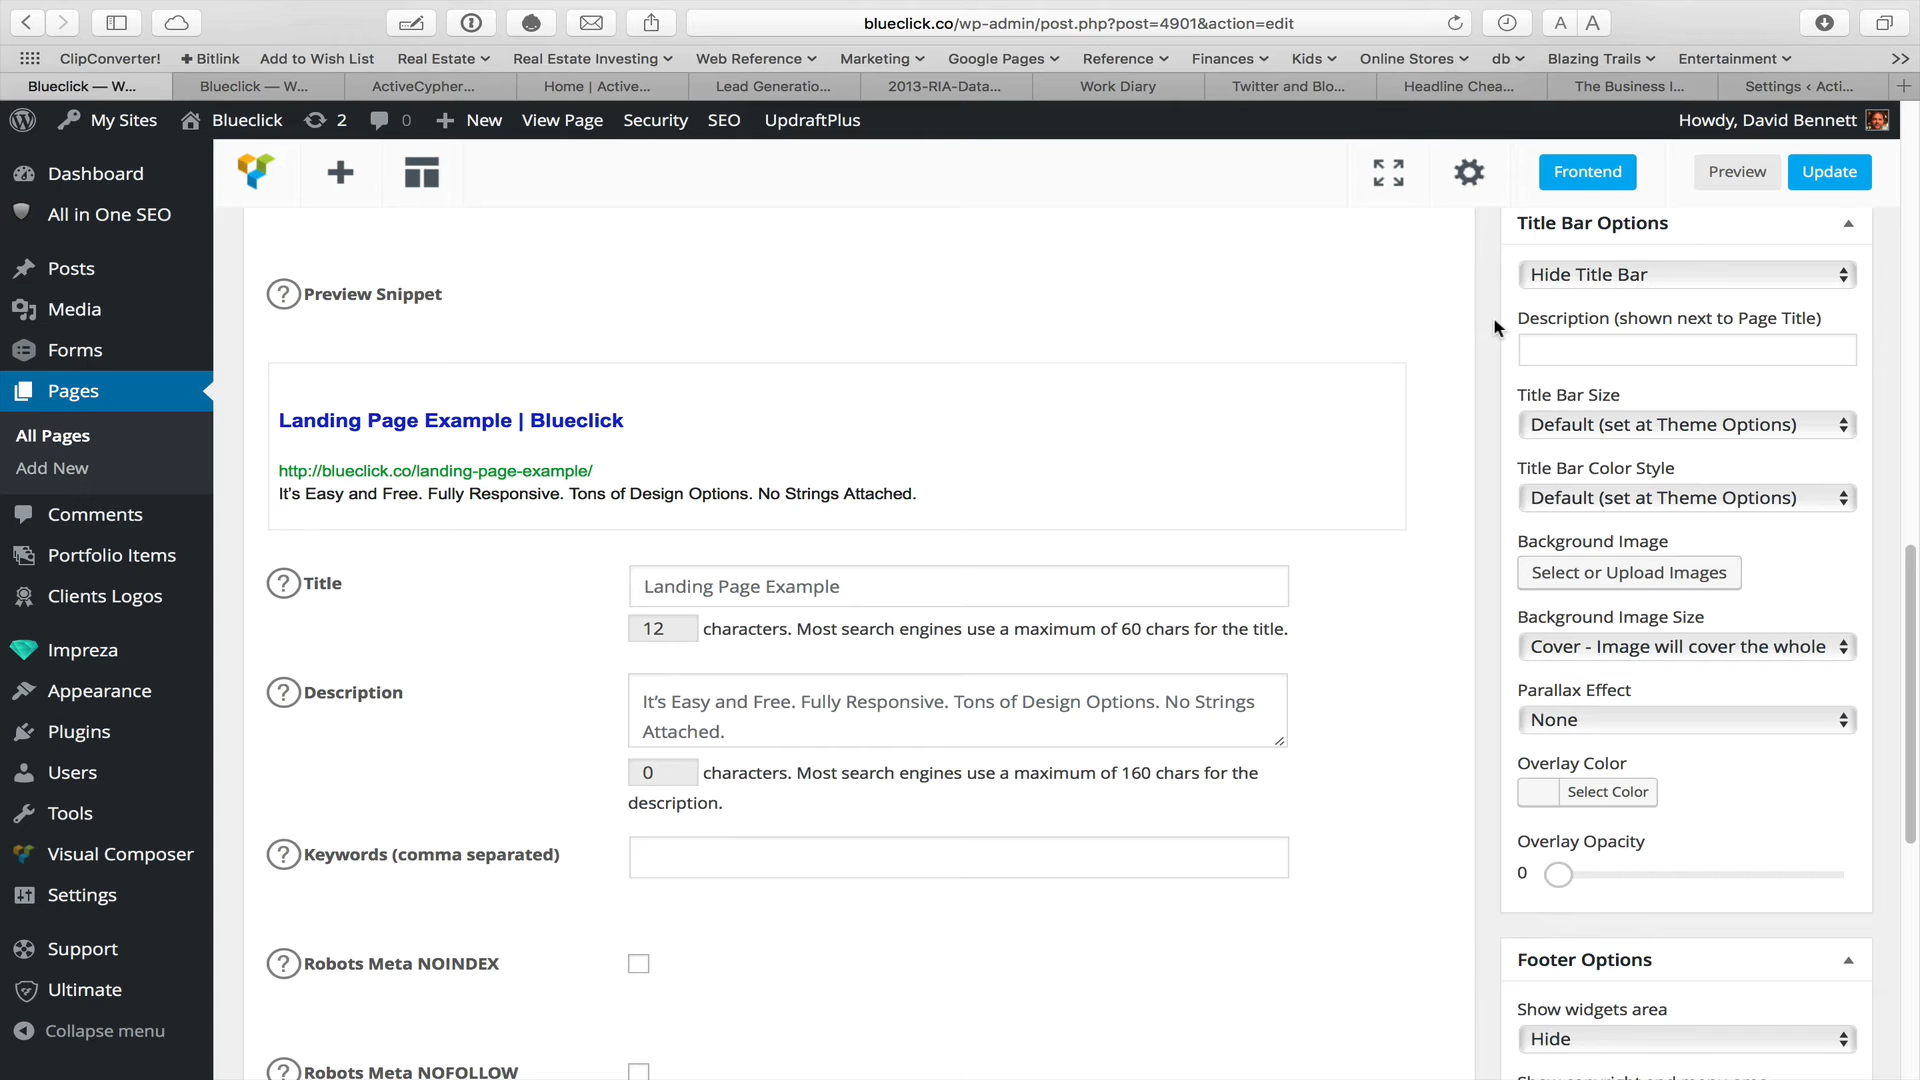 blueclick.co/wp-admin/post.php?post=4901&action=edit
A A
ClipConverter! + Bitlink Add to Wish List Real Estate Real Estate Investing Web Reference Marketing Google Pages Reference Finances Kids Online Stores db Blazing Trails Entertainment
Blueclick — W... Blueclick — W... ActiveCypher... Home | Active... Lead Generatio... 2013-RIA-Data... Work Diary Twitter and Blo... Headline Chea... The Business I... Settings ‹ Acti...
My Sites Blueclick 2 0 New View Page Security SEO UpdraftPlus Howdy, David Bennett
Dashboard
All in One SEO
Posts
Media
Forms
Pages
All Pages
Add New
Comments
Portfolio Items
Clients Logos
Impreza
Appearance
Plugins
Users
Tools
Visual Composer
Settings
Support
Ultimate
Collapse menu
Frontend Preview Update
Preview Snippet
Landing Page Example | Blueclick
http://blueclick.co/landing-page-example/
It's Easy and Free. Fully Responsive. Tons of Design Options. No Strings Attached.
Title
Landing Page Example
12 characters. Most search engines use a maximum of 60 chars for the title.
Description
It's Easy and Free. Fully Responsive. Tons of Design Options. No Strings
Attached.
0 characters. Most search engines use a maximum of 160 chars for the
description.
Keywords (comma separated)
Robots Meta NOINDEX
Robots Meta NOFOLLOW
Title Bar Options
Hide Title Bar
Description (shown next to Page Title)
Title Bar Size
Default (set at Theme Options)
Title Bar Color Style
Default (set at Theme Options)
Background Image
Select or Upload Images
Background Image Size
Cover - Image will cover the whole
Parallax Effect
None
Overlay Color
Select Color
Overlay Opacity
0
Footer Options
Show widgets area
Hide